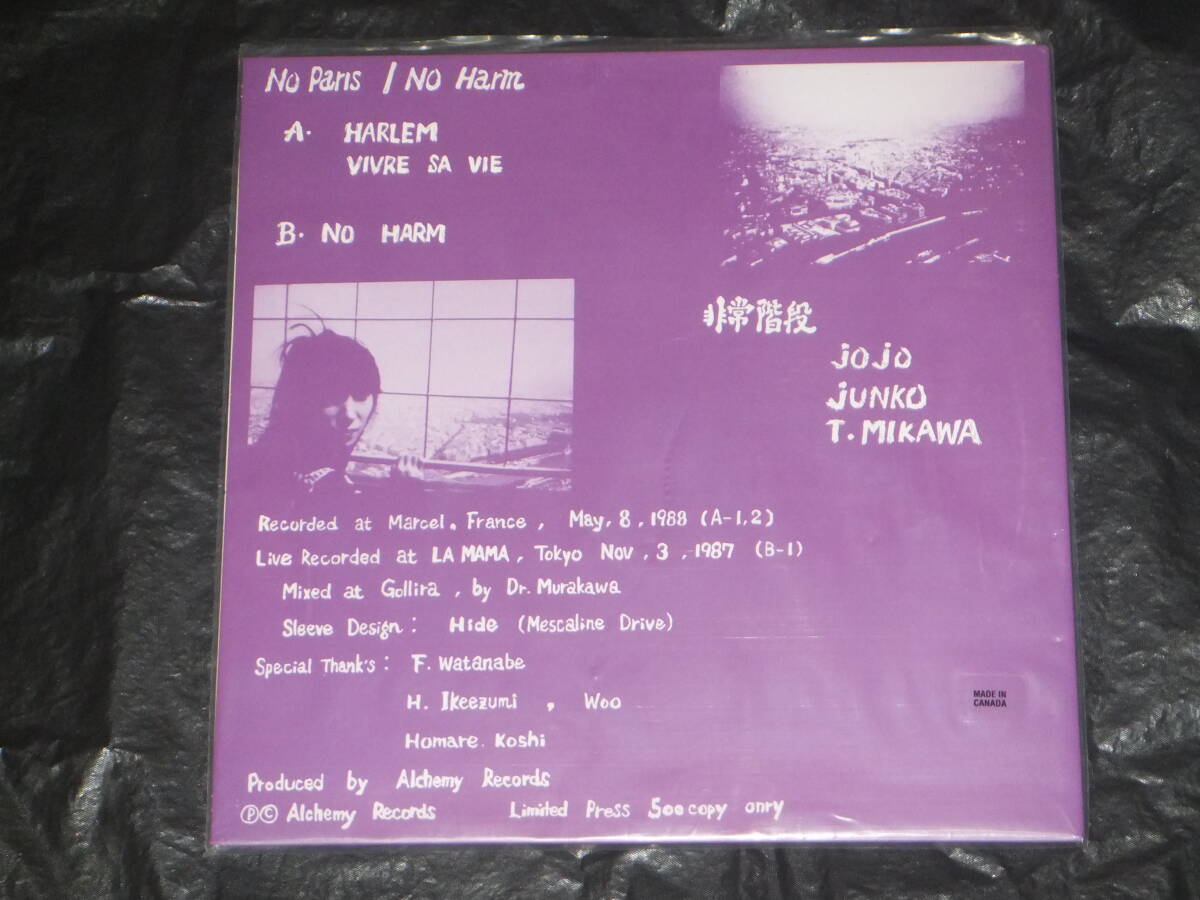 No Paris / NO Harm
A. HARLEM
VIVRE SA VIE
B. NO HARM
非常階段
JOJO
JUNKO
T. MIKAWA
Recorded at Marcel, France, May, 8, 1988 (A-1,2)
Live Recorded at LA MAMA, Tokyo Nov, 3, 1987 (B-1)
Mixed at Gollira, by Dr. Murakawa
Sleeve Design: Hide (Mescaline Drive)
Special Thank's: F. Watanabe
H. Ikeezumi, Woo
Homare. Koshi
Produced by Alchemy Records
ⓅⒸ Alchemy Records Limited Press 500 copy onry
MADE IN
CANADA